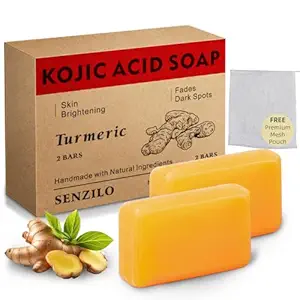 KOJIC ACID SOAP
Skin
Brightening
Fades
Dark Spots
Turmeric
2 BARS
2 BARS
Handmade with Natural Ingredients
SENZILO
FREE
Premium
Mesh
Pouch